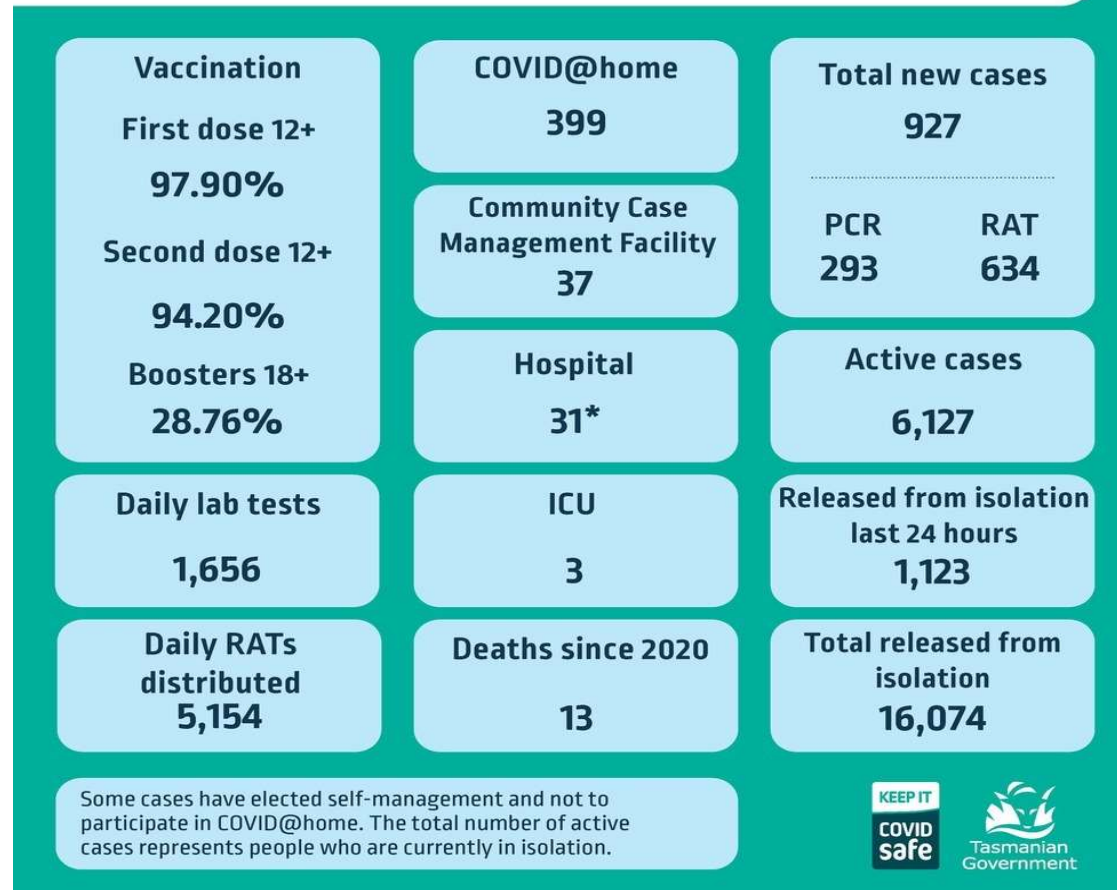 Vaccination
First dose 12+
97.90%
Second dose 12+
94.20%
Boosters 18+
28.76%
Daily lab tests
1,656
Daily RATs
distributed
5,154
COVID@home
399
Community Case
Management Facility
37
Hospital
31*
ICU
3
Deaths since 2020
13
Total new cases
927
PCR
293
RAT
634
Active cases
6,127
Released from isolation
last 24 hours
1,123
Total released from
isolation
16,074
Some cases have elected self-management and not to
participate in COVID@home. The total number of active
cases represents people who are currently in isolation.
KEEP IT
COVID
safe
Tasmanian
Government